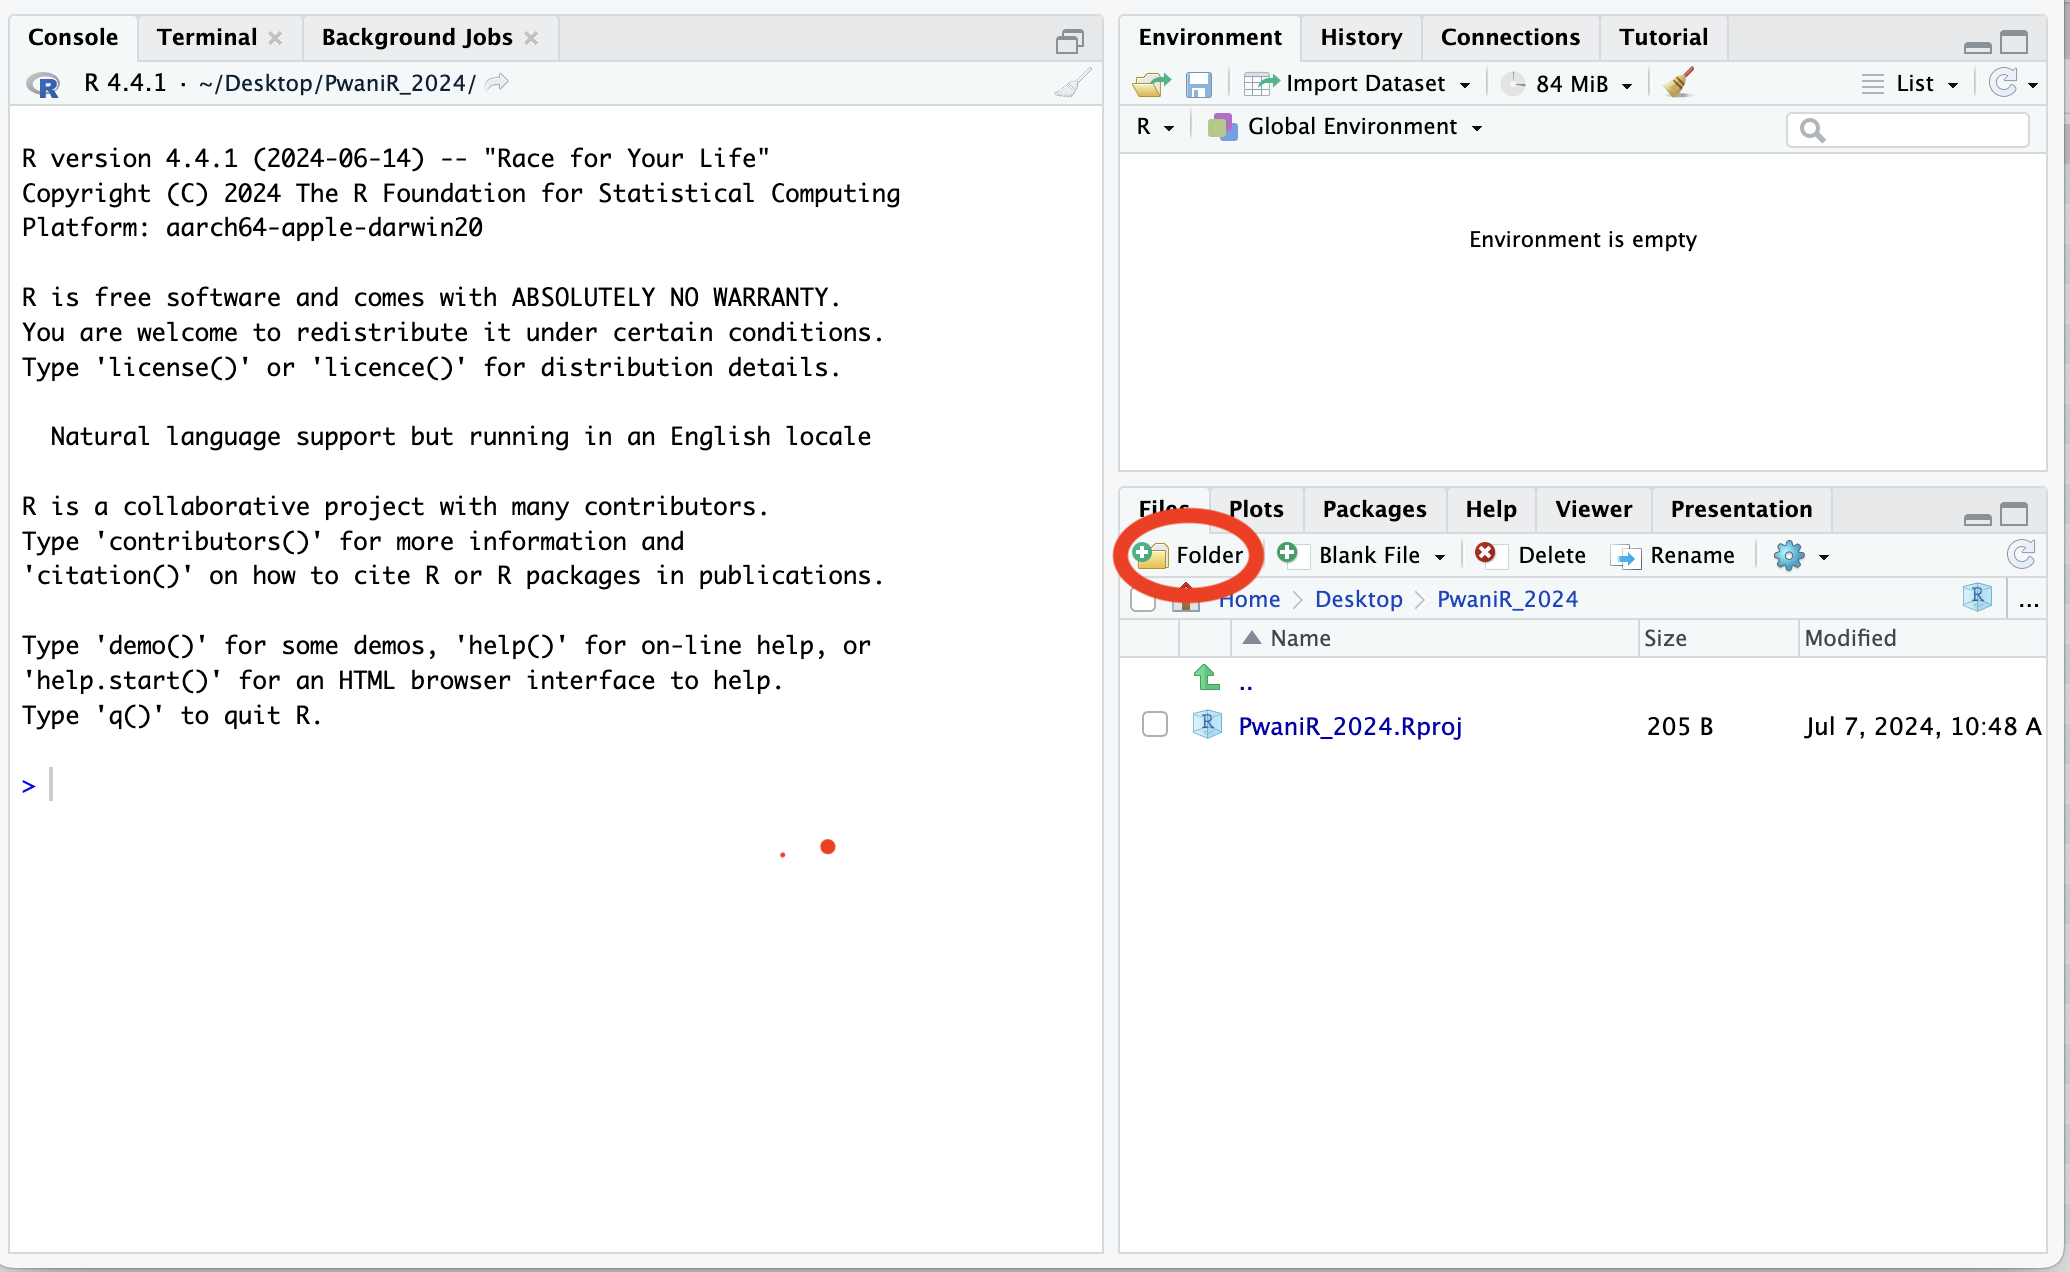 Console Terminal Background Jobs
R 4.4.1 · ~/Desktop/PwaniR_2024/
R version 4.4.1 (2024-06-14) -- "Race for Your Life"
Copyright (C) 2024 The R Foundation for Statistical Computing
Platform: aarch64-apple-darwin20
R is free software and comes with ABSOLUTELY NO WARRANTY.
You are welcome to redistribute it under certain conditions.
Type 'license()' or 'licence()' for distribution details.
Natural language support but running in an English locale
R is a collaborative project with many contributors.
Type 'contributors()' for more information and
'citation()' on how to cite R or R packages in publications.
Type 'demo()' for some demos, 'help()' for on-line help, or
'help.start()' for an HTML browser interface to help.
Type 'q()' to quit R.
>
Environment History Connections Tutorial
Import Dataset 84 MiB List
R Global Environment
Environment is empty
Files Plots Packages Help Viewer Presentation
Folder Blank File Delete Rename
Home Desktop PwaniR_2024 R ...
Name Size Modified
..
R PwaniR_2024.Rproj 205 B Jul 7, 2024, 10:48 A